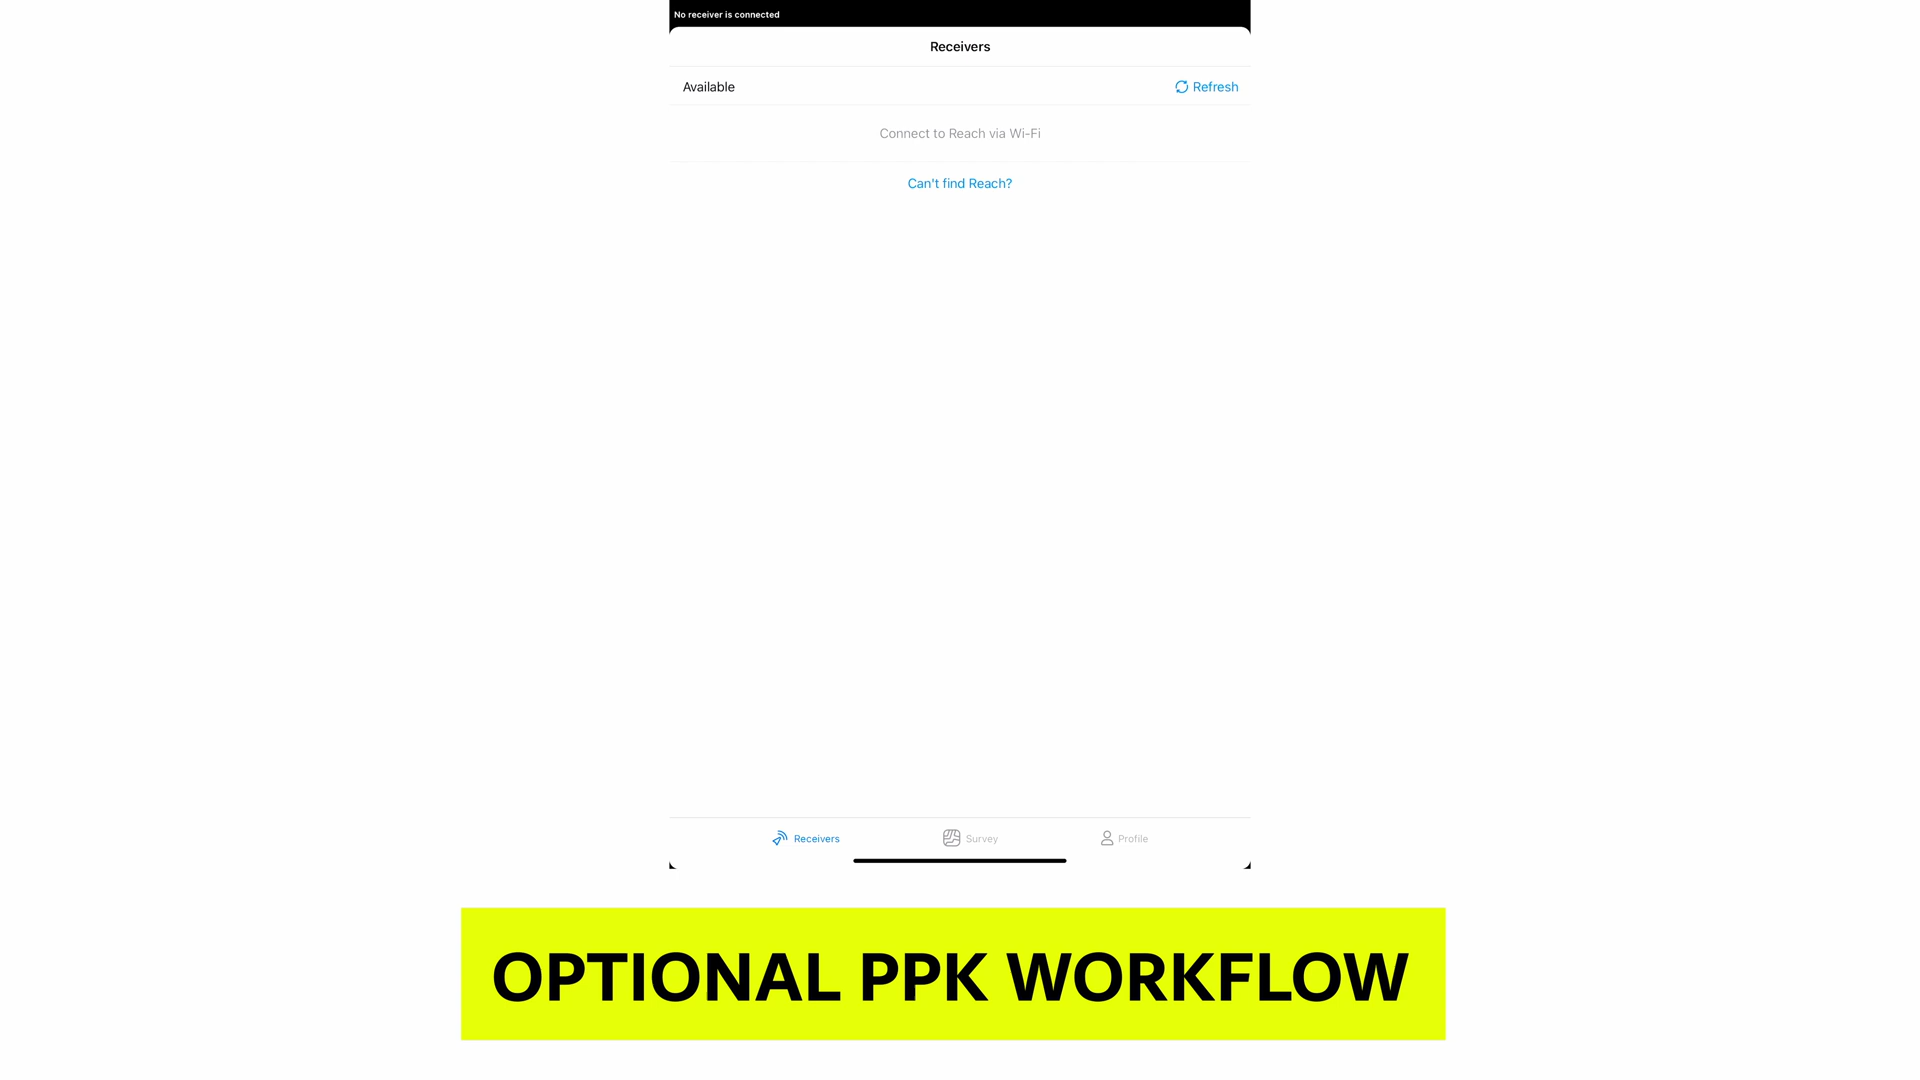 No receiver is connected
Receivers
Available
Refresh
Connect to Reach via Wi-Fi
Can't find Reach?
Receivers
Survey
Profile
OPTIONAL PPK WORKFLOW